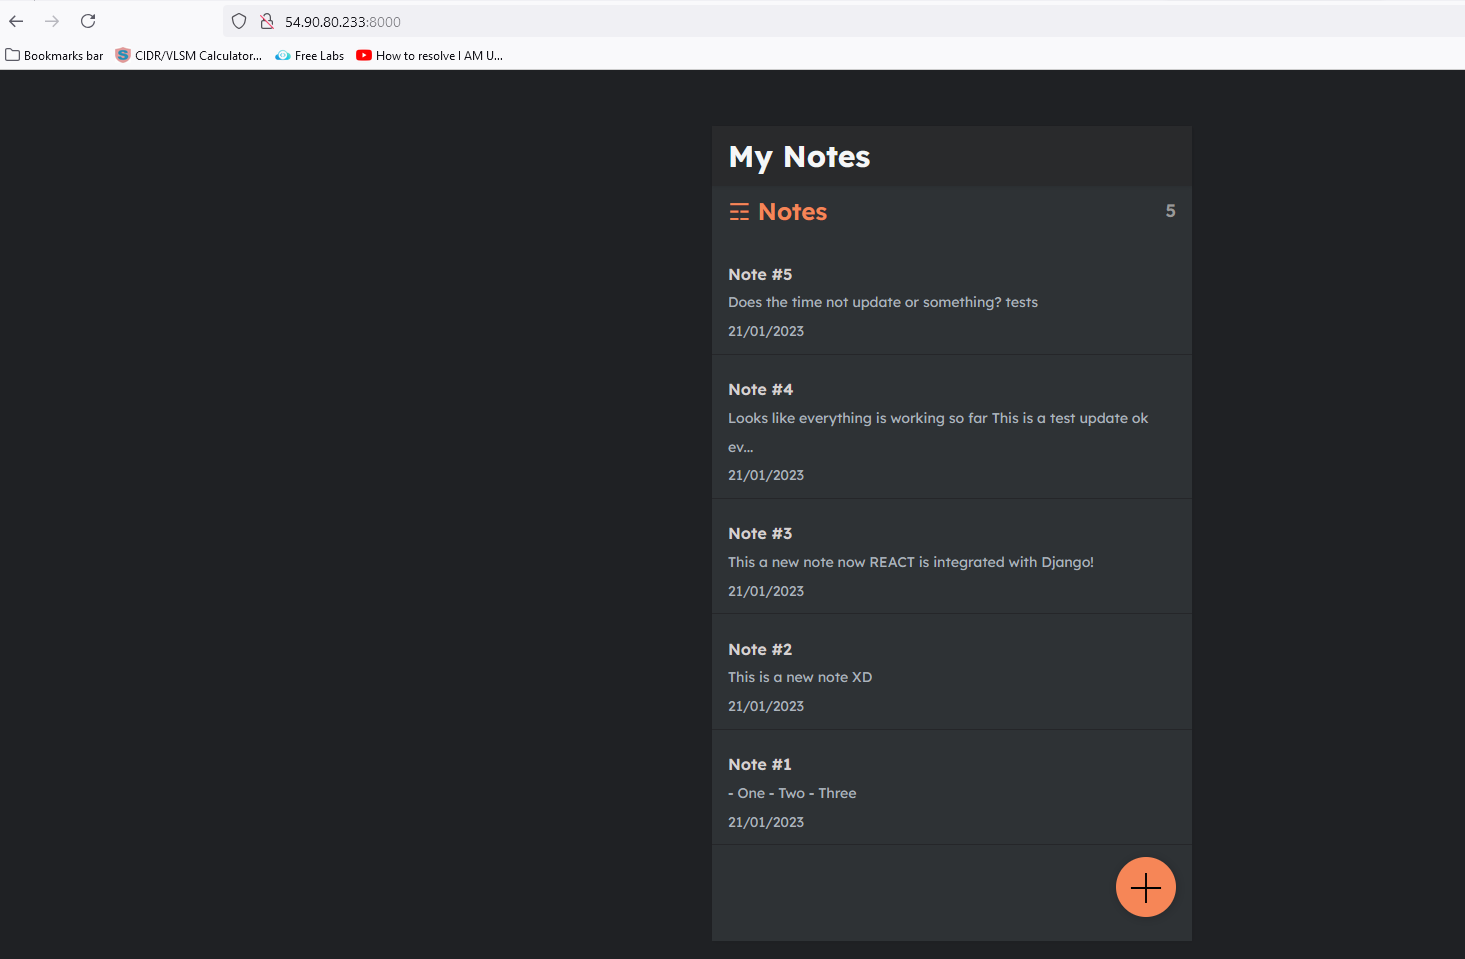 54.90.80.233:8000
Bookmarks bar CIDR/VLSM Calculator... Free Labs How to resolve I AM U...
My Notes
Notes 5
Note #5
Does the time not update or something? tests
21/01/2023
Note #4
Looks like everything is working so far This is a test update ok
ev...
21/01/2023
Note #3
This a new note now REACT is integrated with Django!
21/01/2023
Note #2
This is a new note XD
21/01/2023
Note #1
- One - Two - Three
21/01/2023